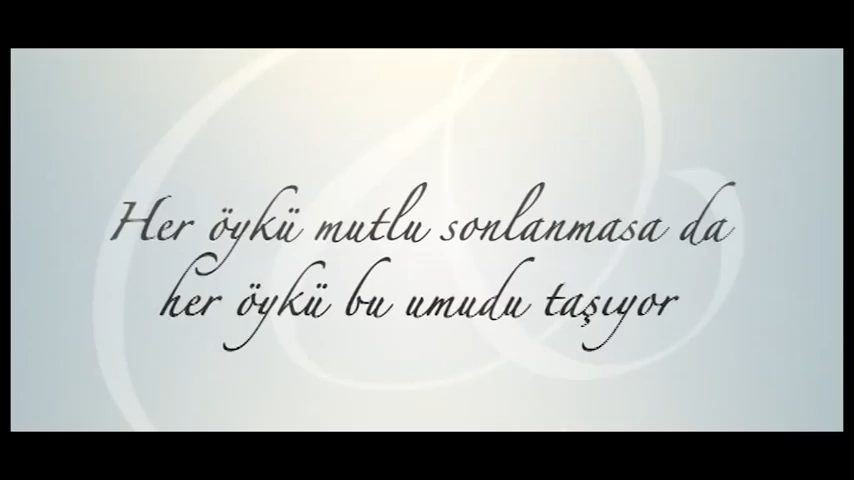 Her öykü mutlu sonlanmasa da
her öykü bu umudu taşıyor